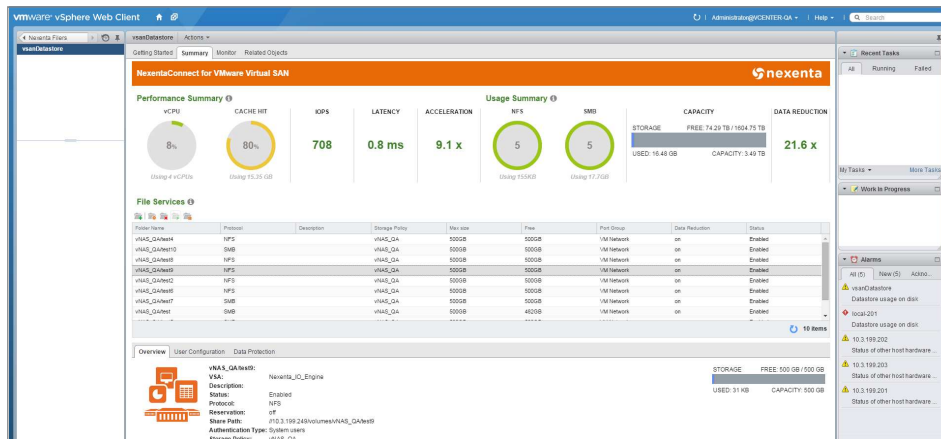 vmware® vSphere Web Client
Administrator@VCENTER-QA | Help | Search
Nexenta Filers
vsanDatastore
vsanDatastore Actions
Getting Started Summary Monitor Related Objects
NexentaConnect for VMware Virtual SAN
nexenta
Performance Summary
Usage Summary
vCPU CACHE HIT IOPS LATENCY ACCELERATION NFS SMB CAPACITY DATA REDUCTION
STORAGE FREE: 74.29 TB / 1604.75 TB
8% 80% 708 0.8 ms 9.1 x 5 5 21.6 x
USED: 16.48 GB CAPACITY: 3.49 TB
Using 4 vCPUs Using 15.35 GB Using 155KB Using 17.7GB
File Services
Folder Name Protocol Description Storage Policy Max size Free Port Group Data Reduction Status
vNAS_QA/test4 NFS vNAS_QA 500GB 500GB VM Network on Enabled
vNAS_QA/test10 SMB vNAS_QA 500GB 500GB VM Network on Enabled
vNAS_QA/test8 NFS vNAS_QA 500GB 500GB VM Network on Enabled
vNAS_QA/test9 NFS vNAS_QA 500GB 500GB VM Network on Enabled
vNAS_QA/test2 NFS vNAS_QA 500GB 500GB VM Network on Enabled
vNAS_QA/test6 NFS vNAS_QA 500GB 500GB VM Network on Enabled
vNAS_QA/test7 SMB vNAS_QA 500GB 500GB VM Network on Enabled
vNAS_QA/test SMB vNAS_QA 500GB 482GB VM Network on Enabled
10 items
Overview User Configuration Data Protection
vNAS_QA/test9:
VSA: Nexenta_IO_Engine
Description:
Status: Enabled
Protocol: NFS
Reservation: off
Share Path: //10.3.199.249/volumes/vNAS_QA/test9
Authentication Type: System users
Storage Policy: vNAS_QA
STORAGE FREE: 500 GB / 500 GB
USED: 31 KB CAPACITY: 500 GB
Recent Tasks
All Running Failed
My Tasks More Tasks
Work In Progress
Alarms
All (5) New (5) Ackno...
vsanDatastore
Datastore usage on disk
local-201
Datastore usage on disk
10.3.199.202
Status of other host hardware ...
10.3.199.203
Status of other host hardware ...
10.3.199.201
Status of other host hardware ...